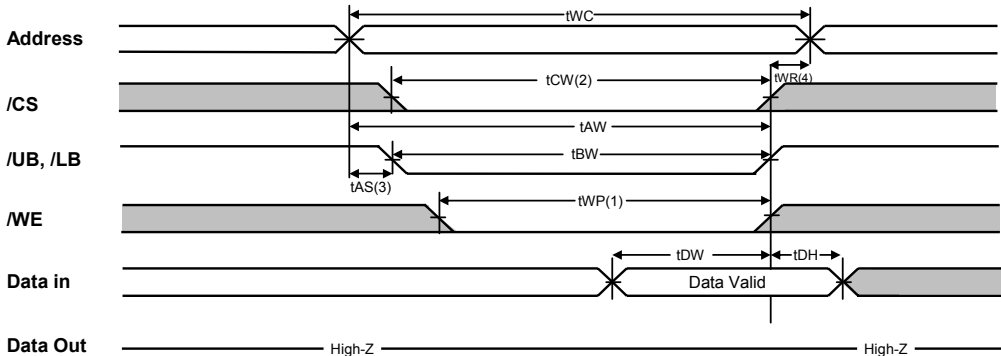 tWC
Address
tCW(2)
tWR(4)
/CS
tAW
/UB, /LB
tBW
tAS(3)
/WE
tWP(1)
tDW
tDH
Data in
Data Valid
Data Out
High-Z
High-Z